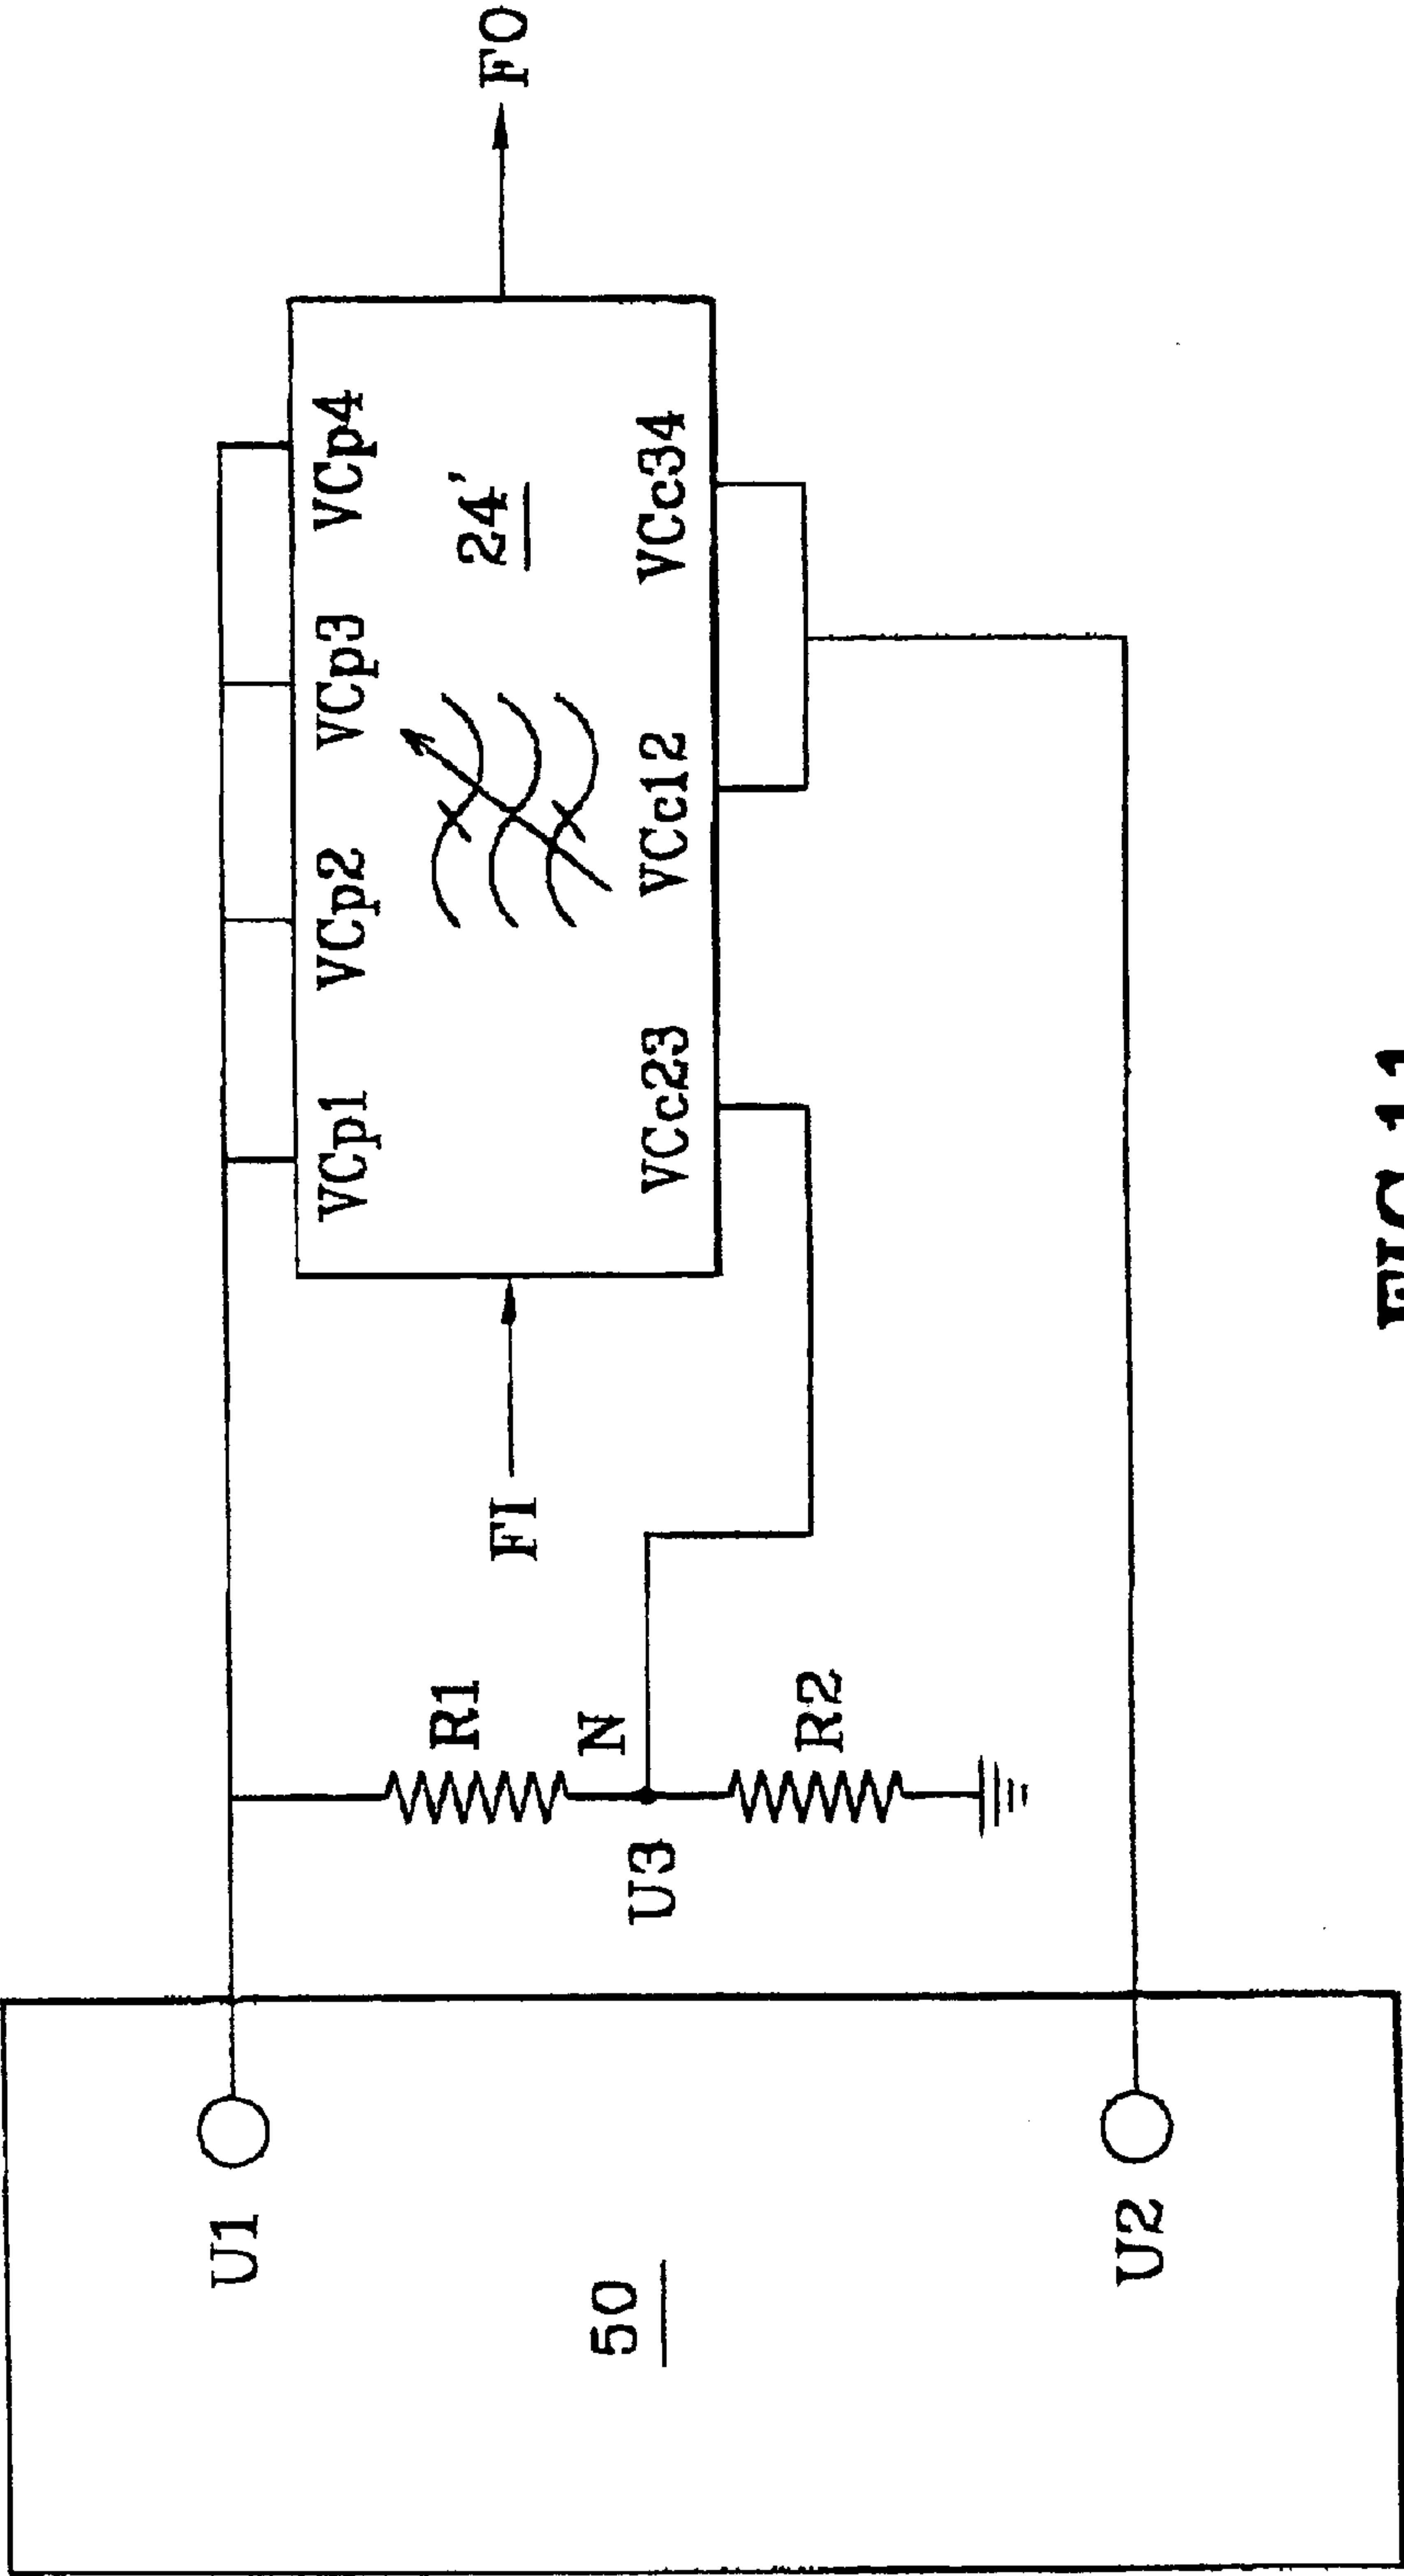 U1
50
U2
R1
N
U3
R2
FI
VCp1
VCp2
VCp3
VCp4
24'
VCc23
VCc12
VCc34
FO